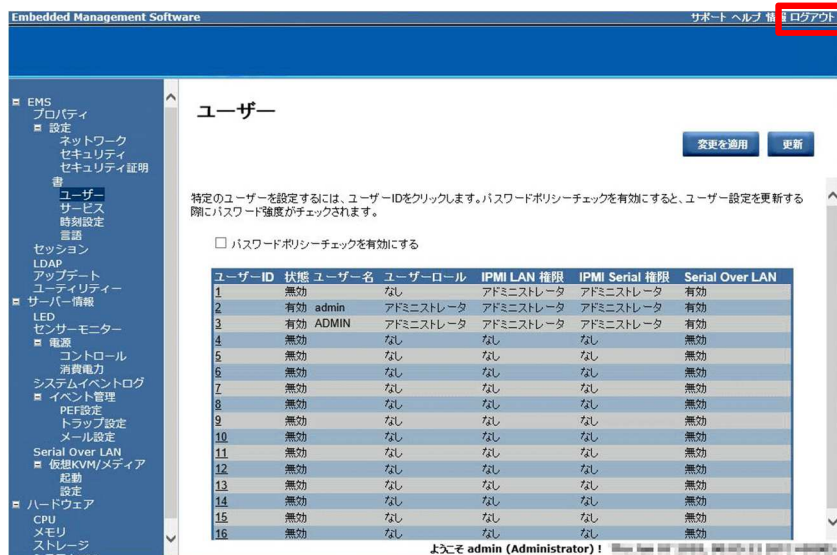 Embedded Management Software
サポート ヘルプ 情報 ログアウト
EMS
プロパティ
設定
ネットワーク
セキュリティ
セキュリティ証明
書
ユーザー
サービス
時刻設定
言語
セッション
LDAP
アップデート
ユーティリティー
サーバー情報
LED
センサーモニター
電源
コントロール
消費電力
システムイベントログ
イベント管理
PEF設定
トラップ設定
メール設定
Serial Over LAN
仮想KVM/メディア
起動
設定
ハードウェア
CPU
メモリ
ストレージ
ユーザー
変更を適用 更新
特定のユーザーを設定するには、ユーザーIDをクリックします。パスワードポリシーチェックを有効にすると、ユーザー設定を更新する
際にパスワード強度がチェックされます。
パスワードポリシーチェックを有効にする
ユーザーID 状態 ユーザー名 ユーザーロール IPMI LAN 権限 IPMI Serial 権限 Serial Over LAN
1 無効 なし アドミニストレータ アドミニストレータ 有効
2 有効 admin アドミニストレータ アドミニストレータ アドミニストレータ 有効
3 有効 ADMIN アドミニストレータ アドミニストレータ アドミニストレータ 有効
4 無効 なし なし なし 無効
5 無効 なし なし なし 無効
6 無効 なし なし なし 無効
7 無効 なし なし なし 無効
8 無効 なし なし なし 無効
9 無効 なし なし なし 無効
10 無効 なし なし なし 無効
11 無効 なし なし なし 無効
12 無効 なし なし なし 無効
13 無効 なし なし なし 無効
14 無効 なし なし なし 無効
15 無効 なし なし なし 無効
16 無効 なし なし なし 無効
ようこそ admin (Administrator) !